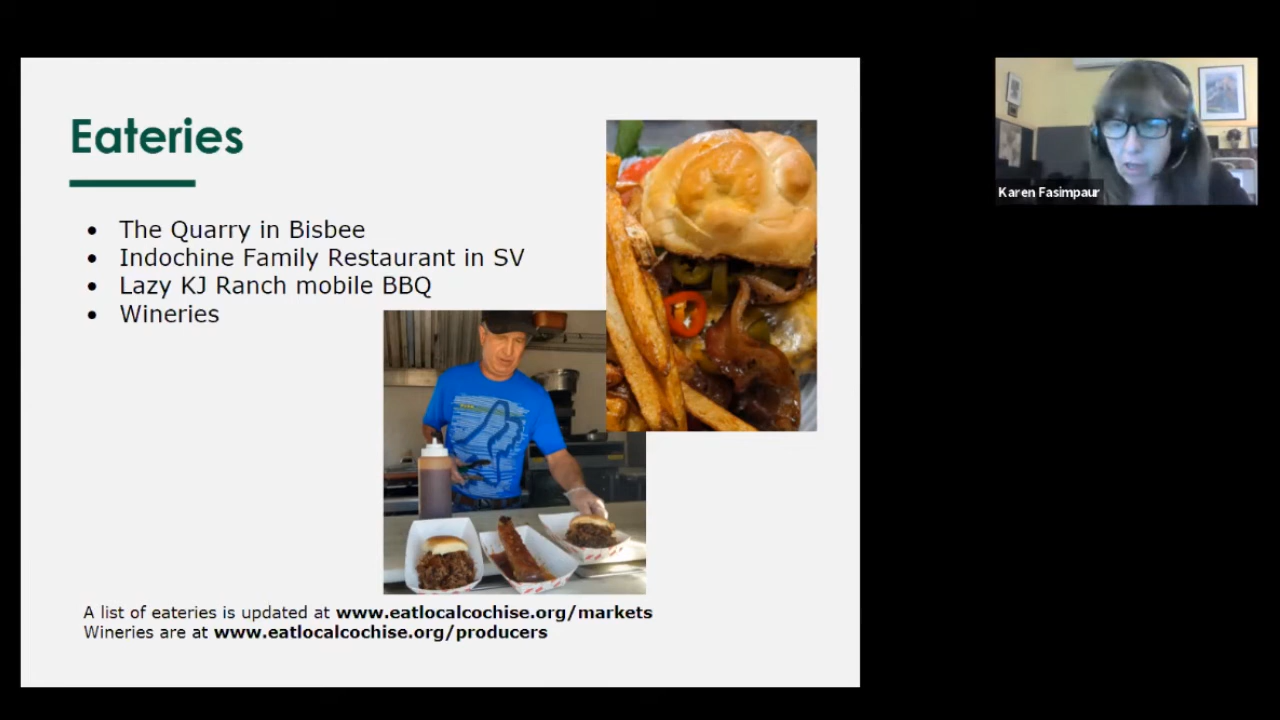 Eateries
• The Quarry in Bisbee
• Indochine Family Restaurant in SV
• Lazy KJ Ranch mobile BBQ
• Wineries
A list of eateries is updated at www.eatlocalcochise.org/markets
Wineries are at www.eatlocalcochise.org/producers
Karen Fasimpaur